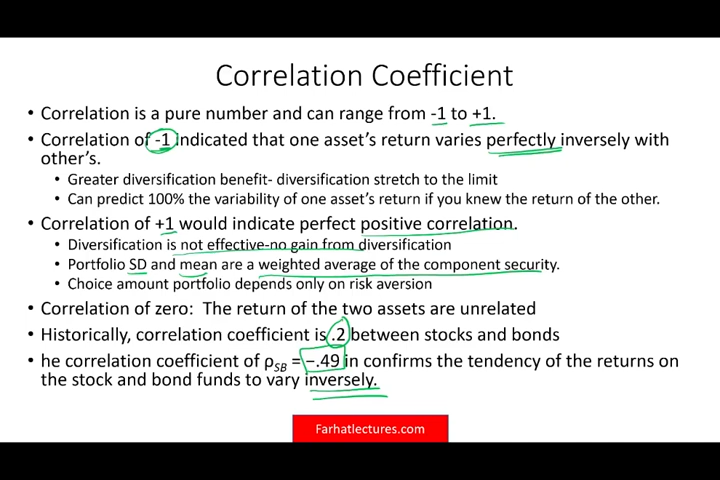 Correlation Coefficient
• Correlation is a pure number and can range from -1 to +1.
• Correlation of -1 indicated that one asset's return varies perfectly inversely with
other's.
• Greater diversification benefit- diversification stretch to the limit
• Can predict 100% the variability of one asset's return if you knew the return of the other.
• Correlation of +1 would indicate perfect positive correlation.
• Diversification is not effective-no gain from diversification
• Portfolio SD and mean are a weighted average of the component security.
• Choice amount portfolio depends only on risk aversion
• Correlation of zero: The return of the two assets are unrelated
• Historically, correlation coefficient is .2 between stocks and bonds
• he correlation coefficient of ρSB = −.49 in confirms the tendency of the returns on
the stock and bond funds to vary inversely.
Farhatlectures.com